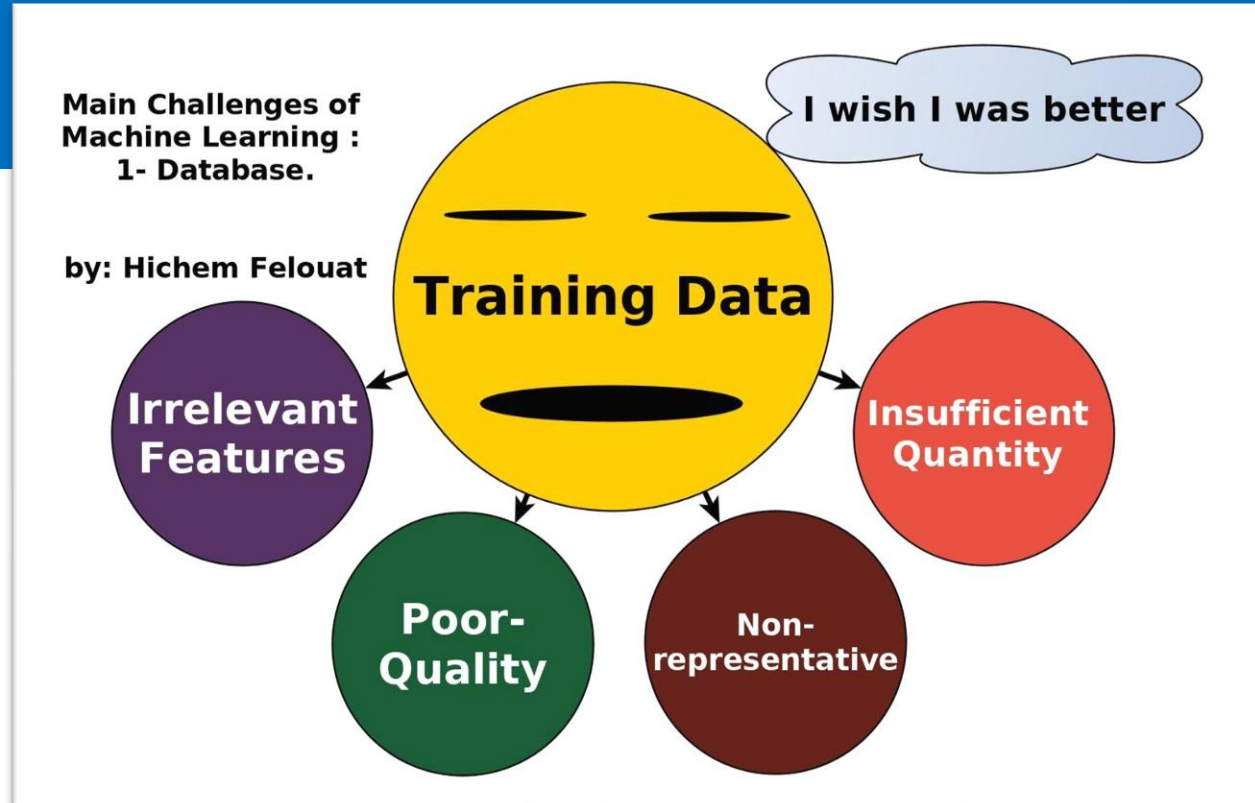 Main Challenges of
Machine Learning :
1- Database.
by: Hichem Felouat
I wish I was better
Training Data
Irrelevant
Features
Poor-
Quality
Non-
representative
Insufficient
Quantity